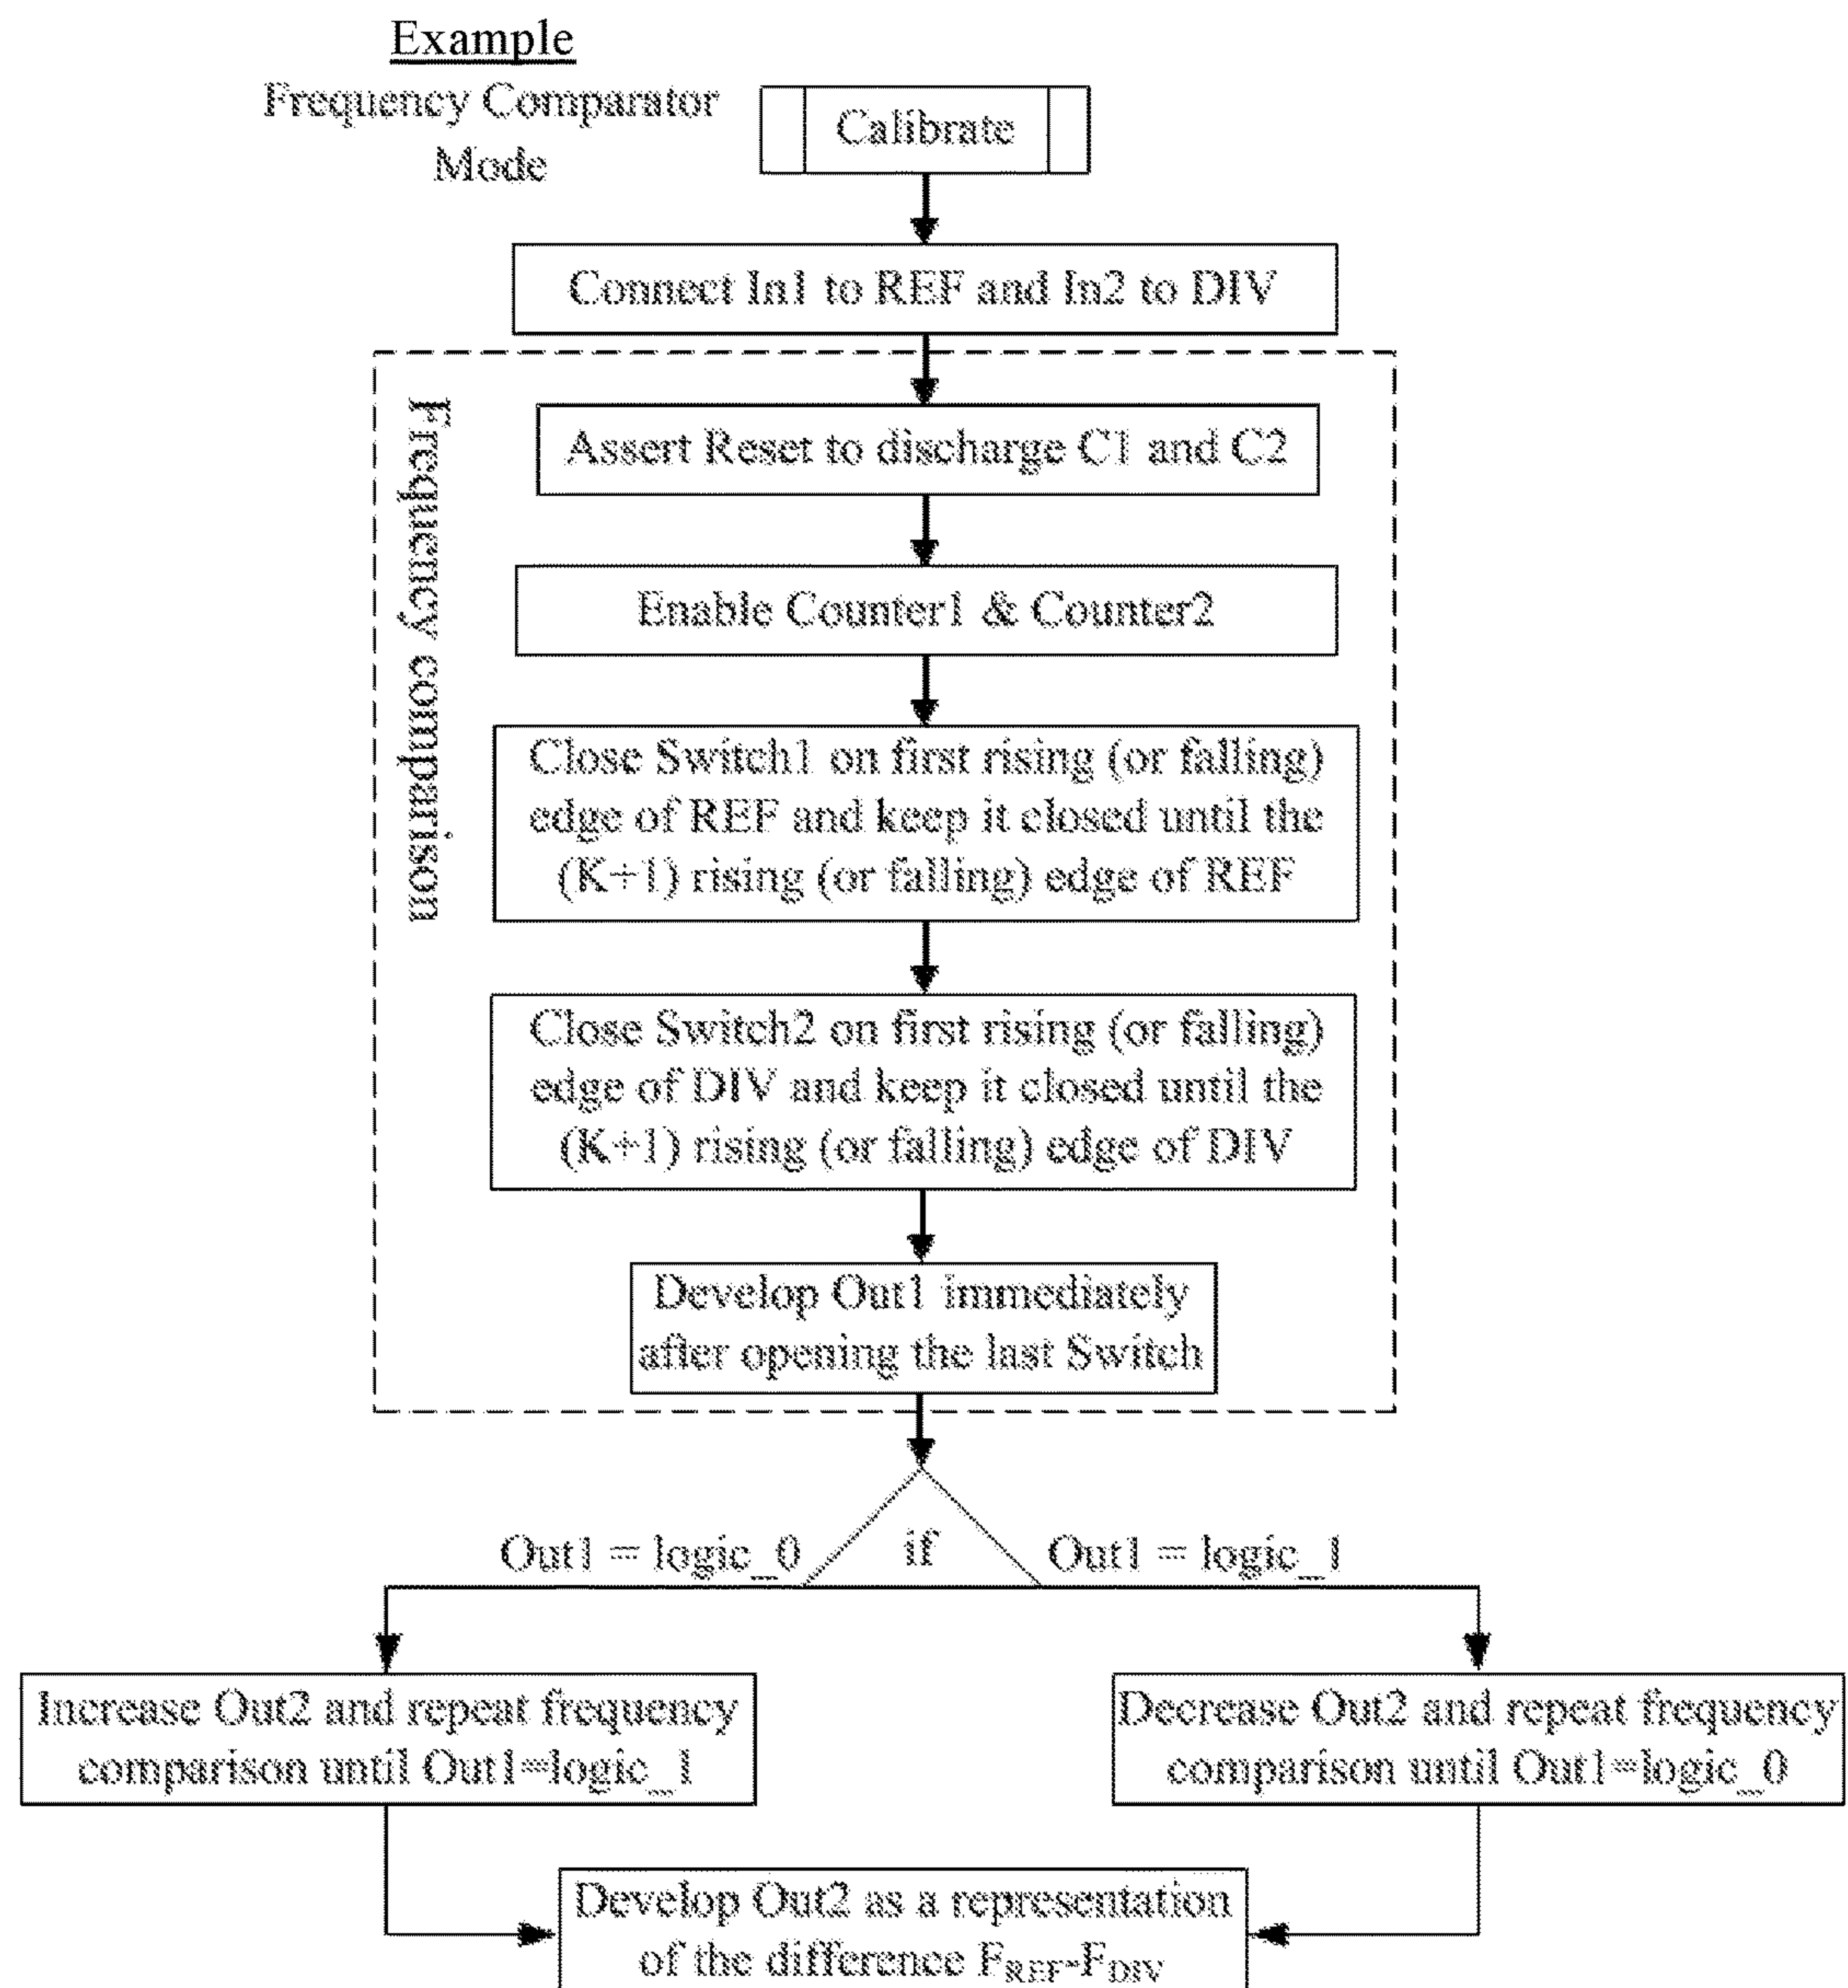 Example
Frequency Comparator
Mode
Calibrate
Connect In1 to REF and In2 to DIV
Frequency comparison
Assert Reset to discharge C1 and C2
Enable Counter1 & Counter2
Close Switch1 on first rising (or falling)
edge of REF and keep it closed until the
(K+1) rising (or falling) edge of REF
Close Switch2 on first rising (or falling)
edge of DIV and keep it closed until the
(K+1) rising (or falling) edge of DIV
Develop Out1 immediately
after opening the last Switch
Out1 = logic_0
if
Out1 = logic_1
Increase Out2 and repeat frequency
comparison until Out1=logic_1
Decrease Out2 and repeat frequency
comparison until Out1=logic_0
Develop Out2 as a representation
of the difference F_REF-F_DIV